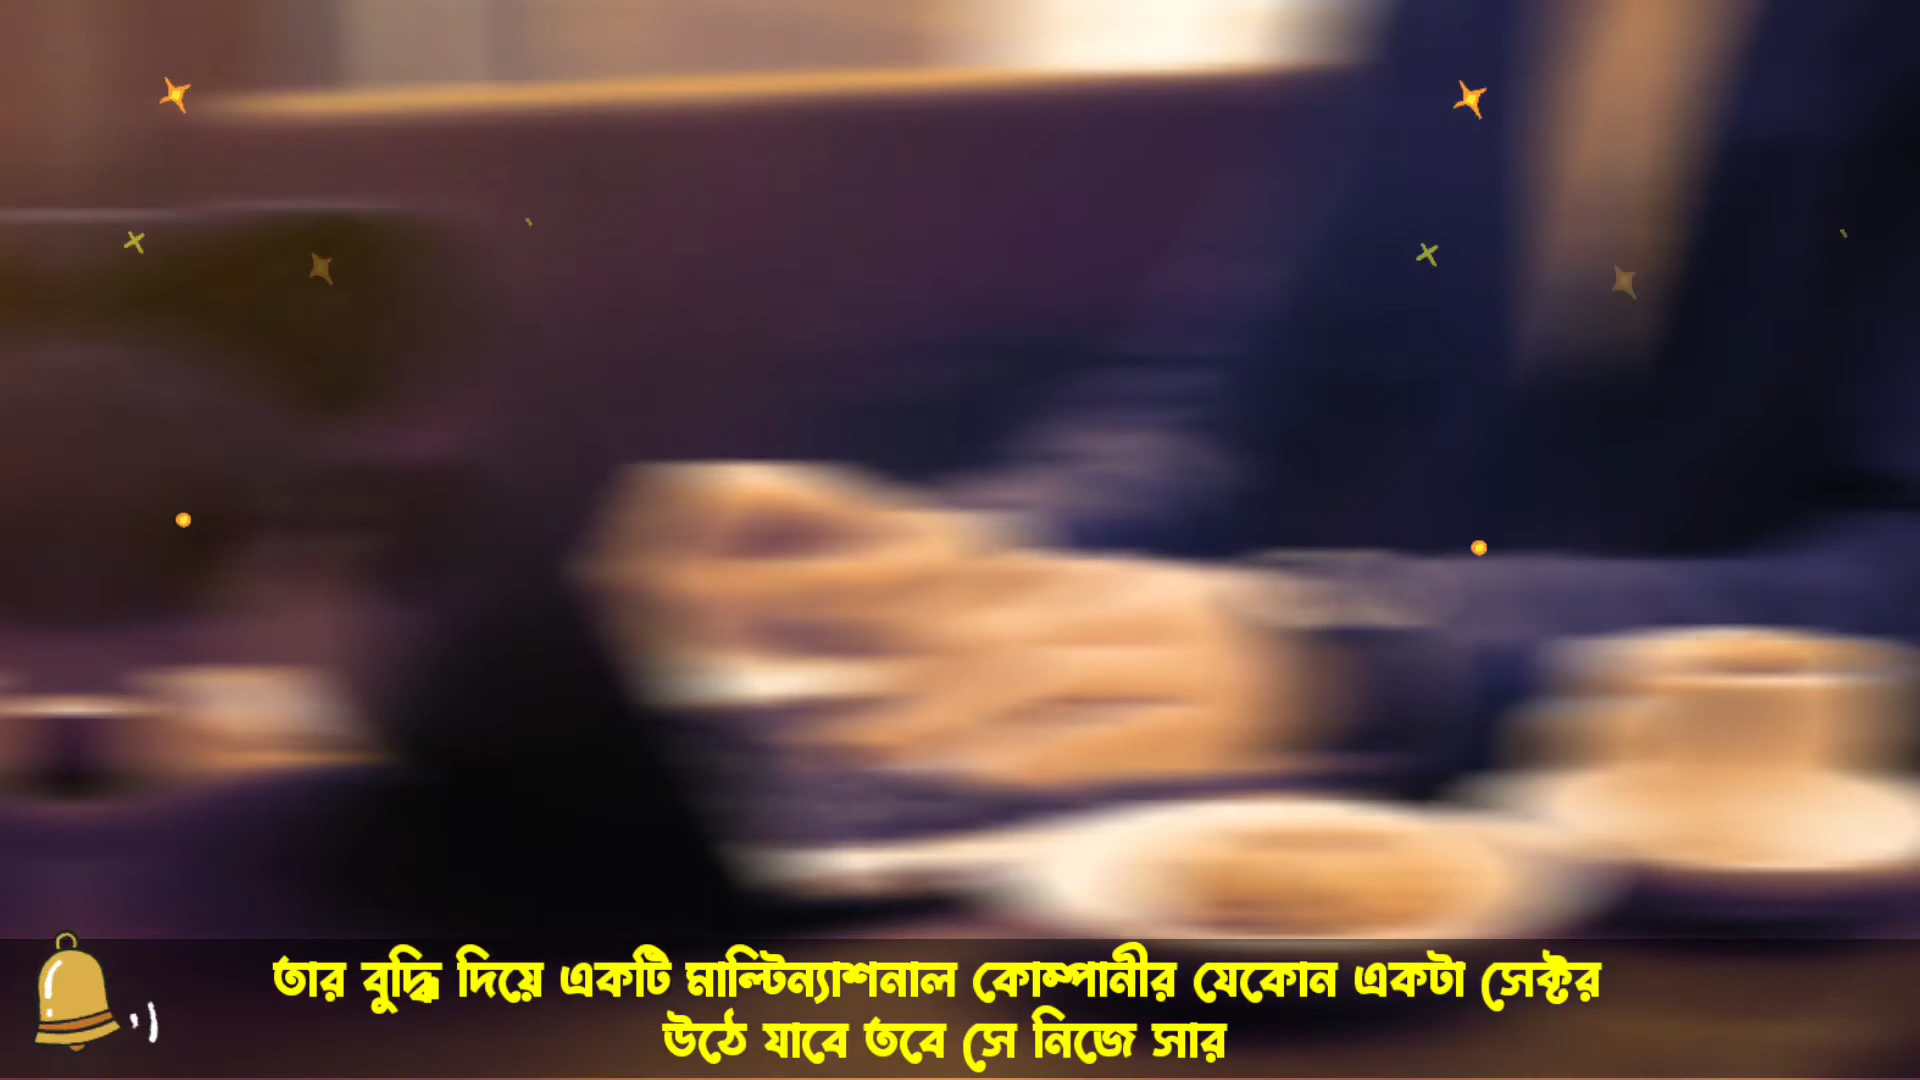 তার বুদ্ধি দিয়ে একটি মাল্টিন্যাশনাল কোম্পানীর যেকোন একটা সেক্টর
উঠে যাবে তবে সে নিজে সার